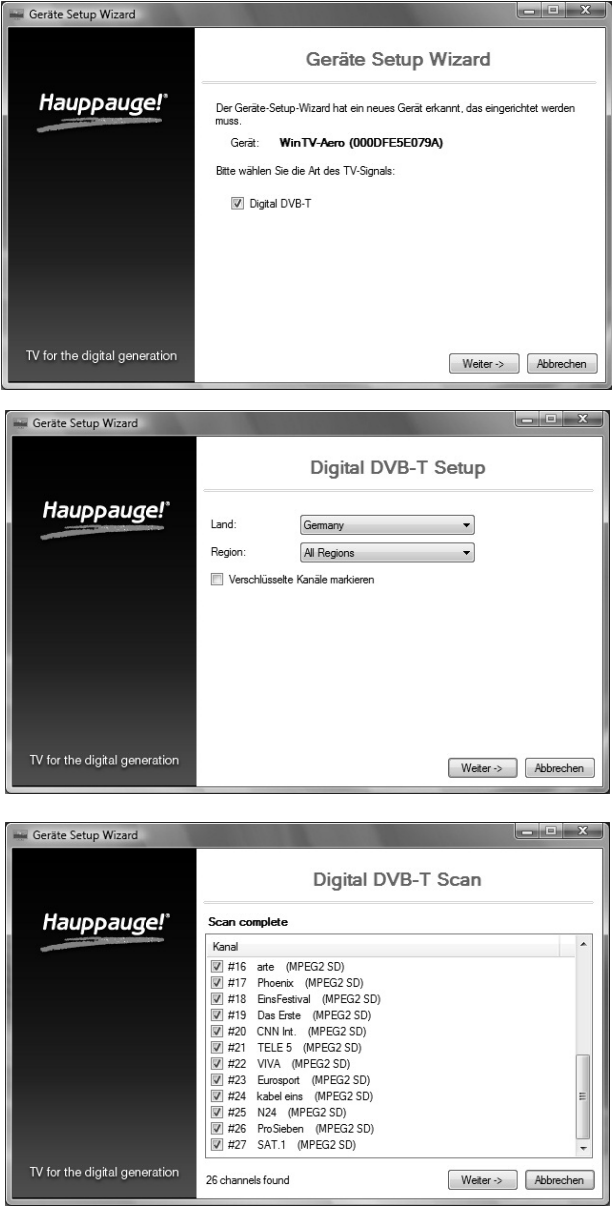 Geräte Setup Wizard
Geräte Setup Wizard
Hauppauge!®
Der Geräte-Setup-Wizard hat ein neues Gerät erkannt, das eingerichtet werden
muss.
Gerät: WinTV-Aero (000DFE5E079A)
Bitte wählen Sie die Art des TV-Signals:
Digital DVB-T
TV for the digital generation
Weiter ->
Abbrechen
Geräte Setup Wizard
Digital DVB-T Setup
Hauppauge!®
Land: Germany
Region: All Regions
Verschlüsselte Kanäle markieren
TV for the digital generation
Weiter ->
Abbrechen
Geräte Setup Wizard
Digital DVB-T Scan
Hauppauge!®
Scan complete
Kanal
#16 arte (MPEG2 SD)
#17 Phoenix (MPEG2 SD)
#18 EinsFestival (MPEG2 SD)
#19 Das Erste (MPEG2 SD)
#20 CNN Int. (MPEG2 SD)
#21 TELE 5 (MPEG2 SD)
#22 VIVA (MPEG2 SD)
#23 Eurosport (MPEG2 SD)
#24 kabel eins (MPEG2 SD)
#25 N24 (MPEG2 SD)
#26 ProSieben (MPEG2 SD)
#27 SAT.1 (MPEG2 SD)
TV for the digital generation
26 channels found
Weiter ->
Abbrechen